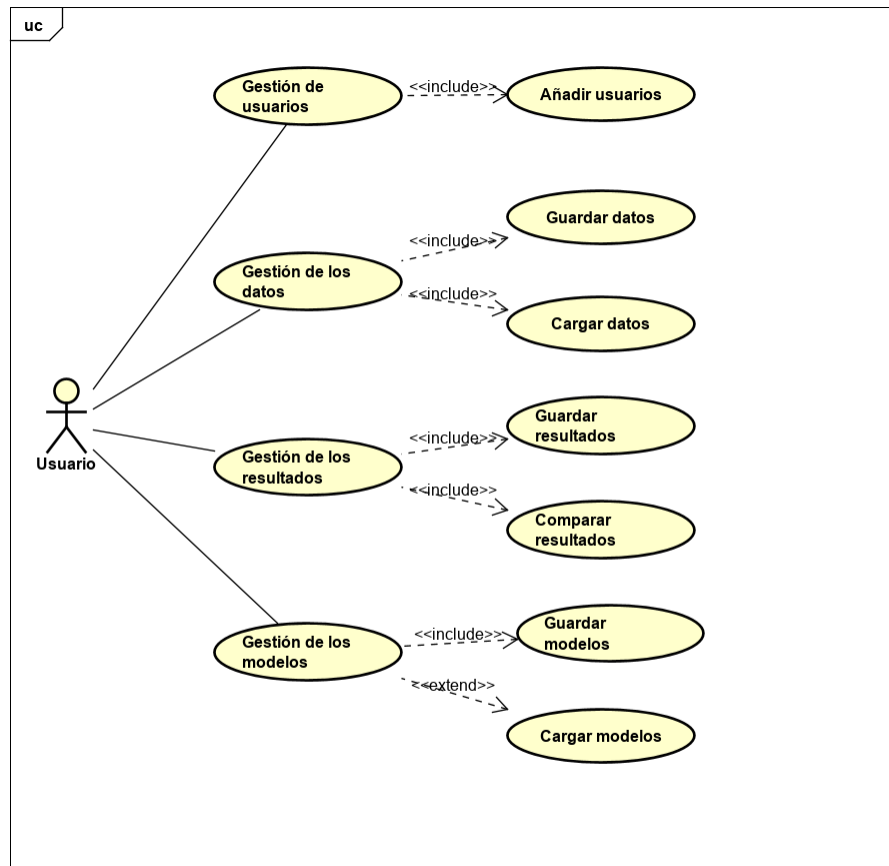 uc
Gestión de
usuarios
<<include>>
Añadir usuarios
Guardar datos
<<include>>
Gestión de los
datos
<<include>>
Cargar datos
Usuario
Guardar
resultados
<<include>>
Gestión de los
resultados
<<include>>
Comparar
resultados
Gestión de los
modelos
<<include>>
Guardar
modelos
<<extend>>
Cargar modelos